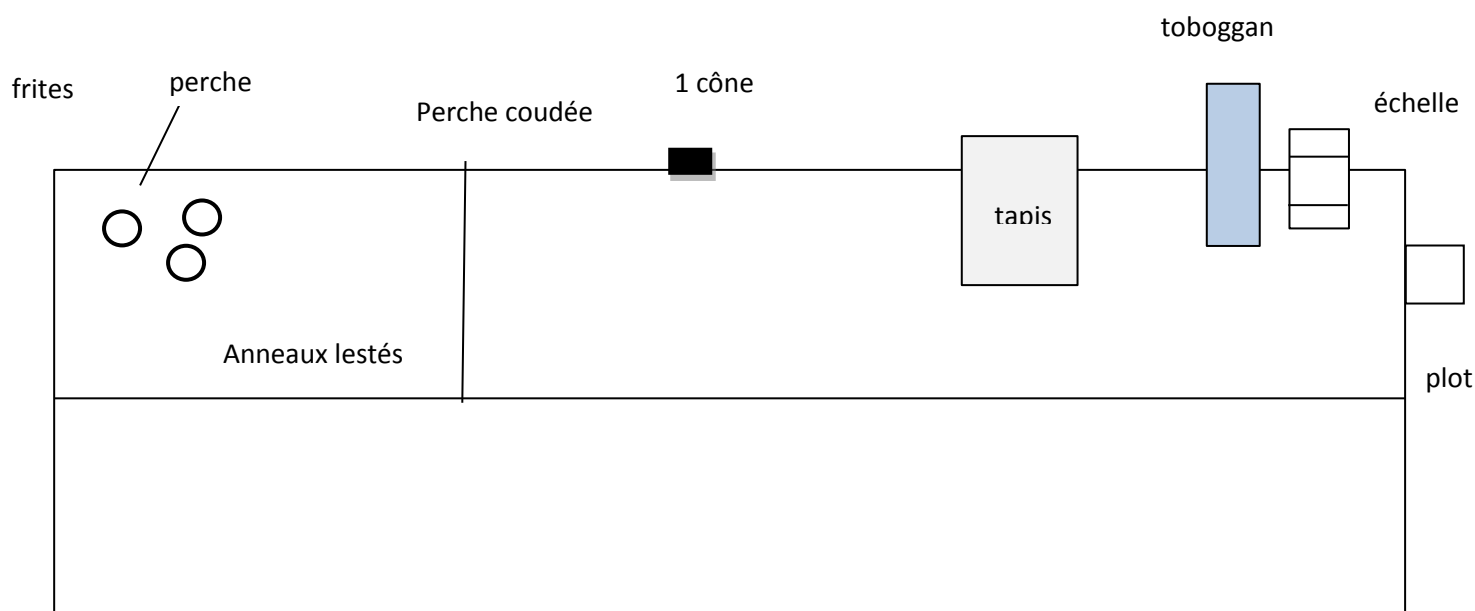 toboggan
frites
perche
1 cône
échelle
Perche coudée
tapis
Anneaux lestés
plot